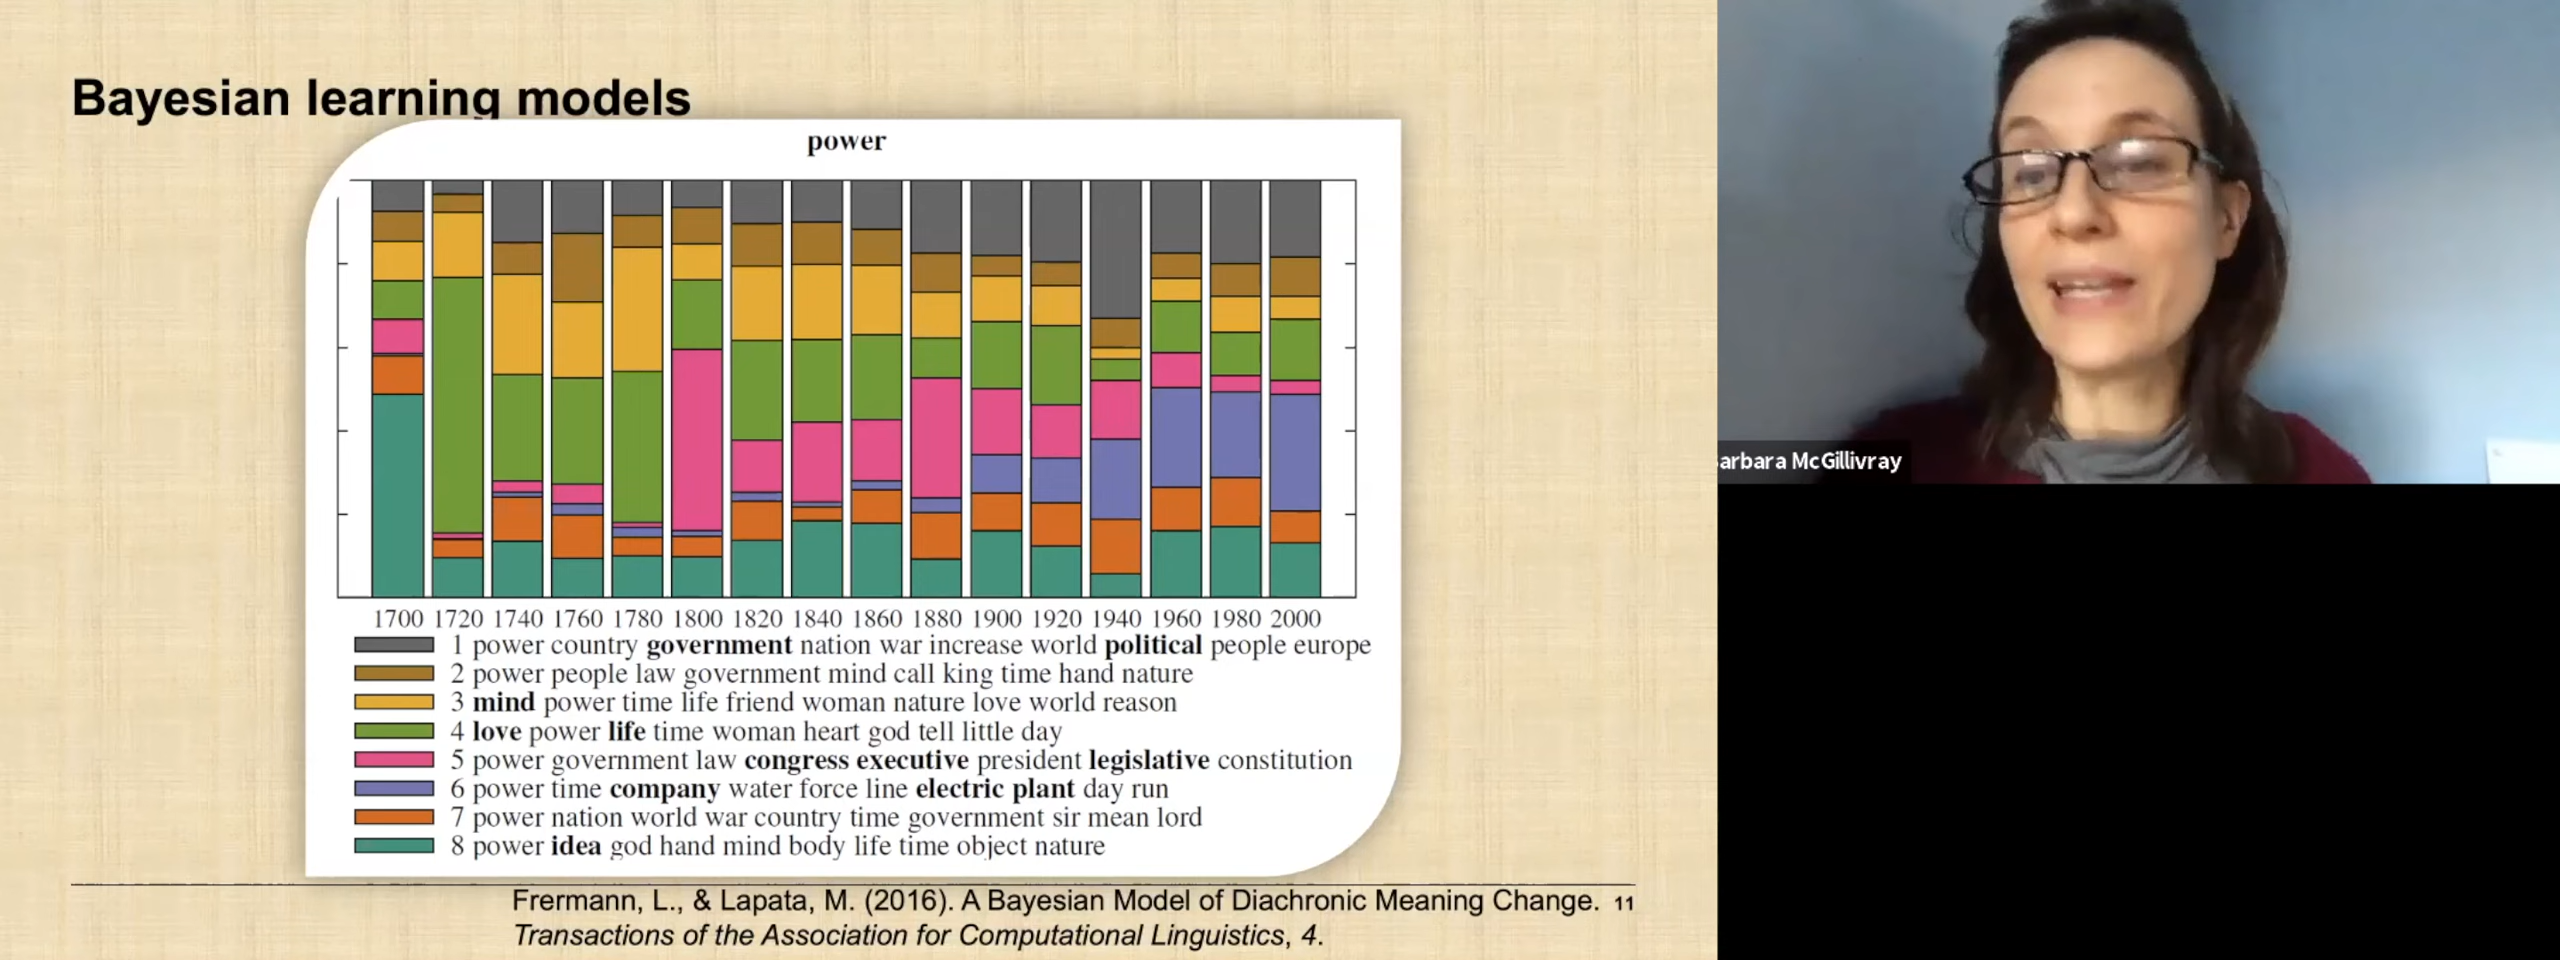 Bayesian learning models
power
1700 1720 1740 1760 1780 1800 1820 1840 1860 1880 1900 1920 1940 1960 1980 2000
1 power country government nation war increase world political people europe
2 power people law government mind call king time hand nature
3 mind power time life friend woman nature love world reason
4 love power life time woman heart god tell little day
5 power government law congress executive president legislative constitution
6 power time company water force line electric plant day run
7 power nation world war country time government sir mean lord
8 power idea god hand mind body life time object nature
Frermann, L., & Lapata, M. (2016). A Bayesian Model of Diachronic Meaning Change. 11
Transactions of the Association for Computational Linguistics, 4.
arbara McGillivray